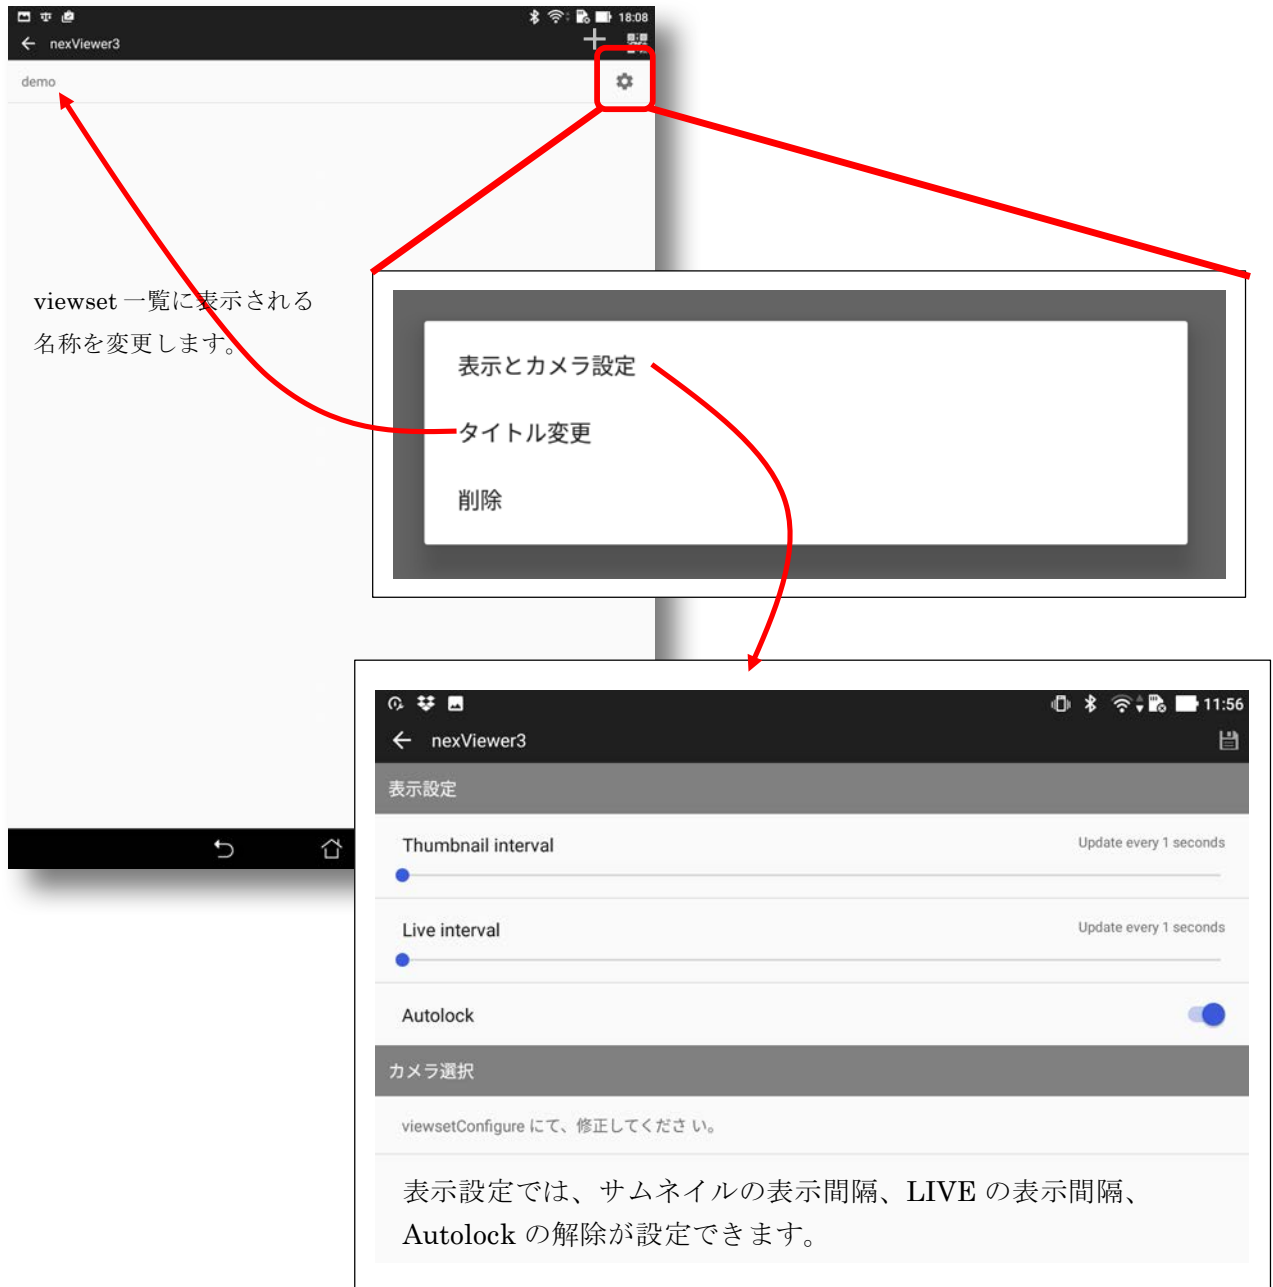 18:08
nexViewer3
demo
viewset 一覧に表示される
名称を変更します。
表示とカメラ設定
タイトル変更
削除
11:56
nexViewer3
表示設定
Thumbnail interval
Update every 1 seconds
Live interval
Update every 1 seconds
Autolock
カメラ選択
viewsetConfigure にて、修正してくださ い。
表示設定では、サムネイルの表示間隔、LIVE の表示間隔、
Autolock の解除が設定できます。